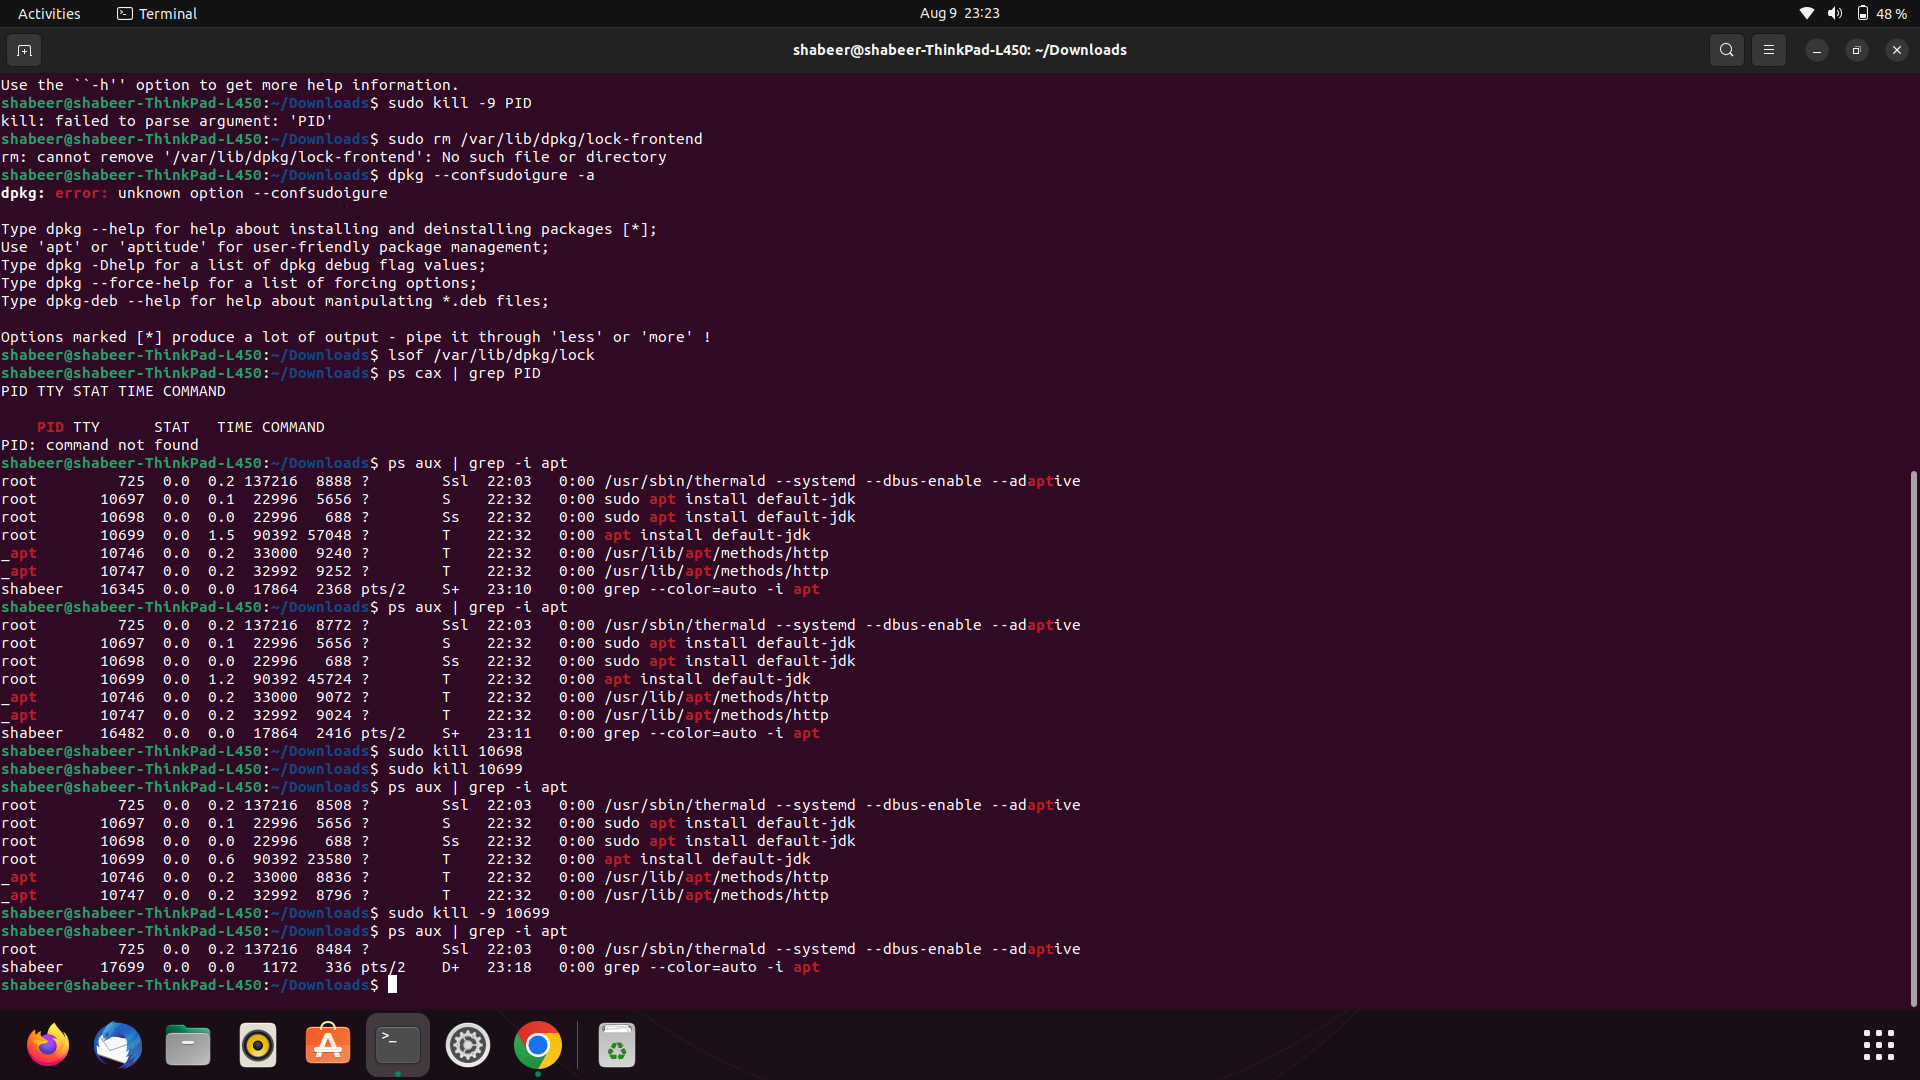 Activities
Terminal
Aug 9  23:23
48 %
shabeer@shabeer-ThinkPad-L450: ~/Downloads
Use the ``-h'' option to get more help information.
shabeer@shabeer-ThinkPad-L450:~/Downloads$ sudo kill -9 PID
kill: failed to parse argument: 'PID'
shabeer@shabeer-ThinkPad-L450:~/Downloads$ sudo rm /var/lib/dpkg/lock-frontend
rm: cannot remove '/var/lib/dpkg/lock-frontend': No such file or directory
shabeer@shabeer-ThinkPad-L450:~/Downloads$ dpkg --confsudoigure -a
dpkg: error: unknown option --confsudoigure

Type dpkg --help for help about installing and deinstalling packages [*];
Use 'apt' or 'aptitude' for user-friendly package management;
Type dpkg -Dhelp for a list of dpkg debug flag values;
Type dpkg --force-help for a list of forcing options;
Type dpkg-deb --help for help about manipulating *.deb files;

Options marked [*] produce a lot of output - pipe it through 'less' or 'more' !
shabeer@shabeer-ThinkPad-L450:~/Downloads$ lsof /var/lib/dpkg/lock
shabeer@shabeer-ThinkPad-L450:~/Downloads$ ps cax | grep PID
PID TTY STAT TIME COMMAND

    PID TTY      STAT   TIME COMMAND
PID: command not found
shabeer@shabeer-ThinkPad-L450:~/Downloads$ ps aux | grep -i apt
root         725  0.0  0.2 137216  8888 ?        Ssl  22:03   0:00 /usr/sbin/thermald --systemd --dbus-enable --adaptive
root       10697  0.0  0.1  22996  5656 ?        S    22:32   0:00 sudo apt install default-jdk
root       10698  0.0  0.0  22996   688 ?        Ss   22:32   0:00 sudo apt install default-jdk
root       10699  0.0  1.5  90392 57048 ?        T    22:32   0:00 apt install default-jdk
_apt       10746  0.0  0.2  33000  9240 ?        T    22:32   0:00 /usr/lib/apt/methods/http
_apt       10747  0.0  0.2  32992  9252 ?        T    22:32   0:00 /usr/lib/apt/methods/http
shabeer    16345  0.0  0.0  17864  2368 pts/2    S+   23:10   0:00 grep --color=auto -i apt
shabeer@shabeer-ThinkPad-L450:~/Downloads$ ps aux | grep -i apt
root         725  0.0  0.2 137216  8772 ?        Ssl  22:03   0:00 /usr/sbin/thermald --systemd --dbus-enable --adaptive
root       10697  0.0  0.1  22996  5656 ?        S    22:32   0:00 sudo apt install default-jdk
root       10698  0.0  0.0  22996   688 ?        Ss   22:32   0:00 sudo apt install default-jdk
root       10699  0.0  1.2  90392 45724 ?        T    22:32   0:00 apt install default-jdk
_apt       10746  0.0  0.2  33000  9072 ?        T    22:32   0:00 /usr/lib/apt/methods/http
_apt       10747  0.0  0.2  32992  9024 ?        T    22:32   0:00 /usr/lib/apt/methods/http
shabeer    16482  0.0  0.0  17864  2416 pts/2    S+   23:11   0:00 grep --color=auto -i apt
shabeer@shabeer-ThinkPad-L450:~/Downloads$ sudo kill 10698
shabeer@shabeer-ThinkPad-L450:~/Downloads$ sudo kill 10699
shabeer@shabeer-ThinkPad-L450:~/Downloads$ ps aux | grep -i apt
root         725  0.0  0.2 137216  8508 ?        Ssl  22:03   0:00 /usr/sbin/thermald --systemd --dbus-enable --adaptive
root       10697  0.0  0.1  22996  5656 ?        S    22:32   0:00 sudo apt install default-jdk
root       10698  0.0  0.0  22996   688 ?        Ss   22:32   0:00 sudo apt install default-jdk
root       10699  0.0  0.6  90392 23580 ?        T    22:32   0:00 apt install default-jdk
_apt       10746  0.0  0.2  33000  8836 ?        T    22:32   0:00 /usr/lib/apt/methods/http
_apt       10747  0.0  0.2  32992  8796 ?        T    22:32   0:00 /usr/lib/apt/methods/http
shabeer@shabeer-ThinkPad-L450:~/Downloads$ sudo kill -9 10699
shabeer@shabeer-ThinkPad-L450:~/Downloads$ ps aux | grep -i apt
root         725  0.0  0.2 137216  8484 ?        Ssl  22:03   0:00 /usr/sbin/thermald --systemd --dbus-enable --adaptive
shabeer    17699  0.0  0.0   1172   336 pts/2    D+   23:18   0:00 grep --color=auto -i apt
shabeer@shabeer-ThinkPad-L450:~/Downloads$